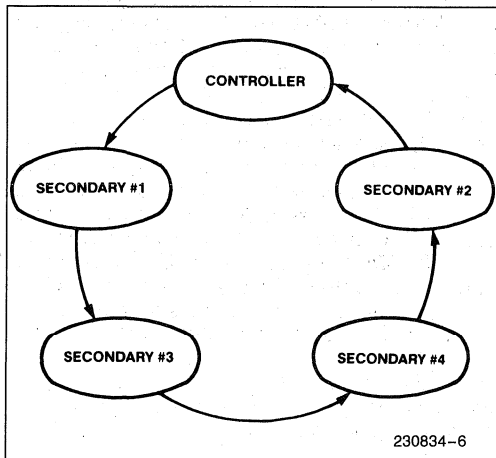 CONTROLLER
SECONDARY #1
SECONDARY #2
SECONDARY #3
SECONDARY #4
230834-6